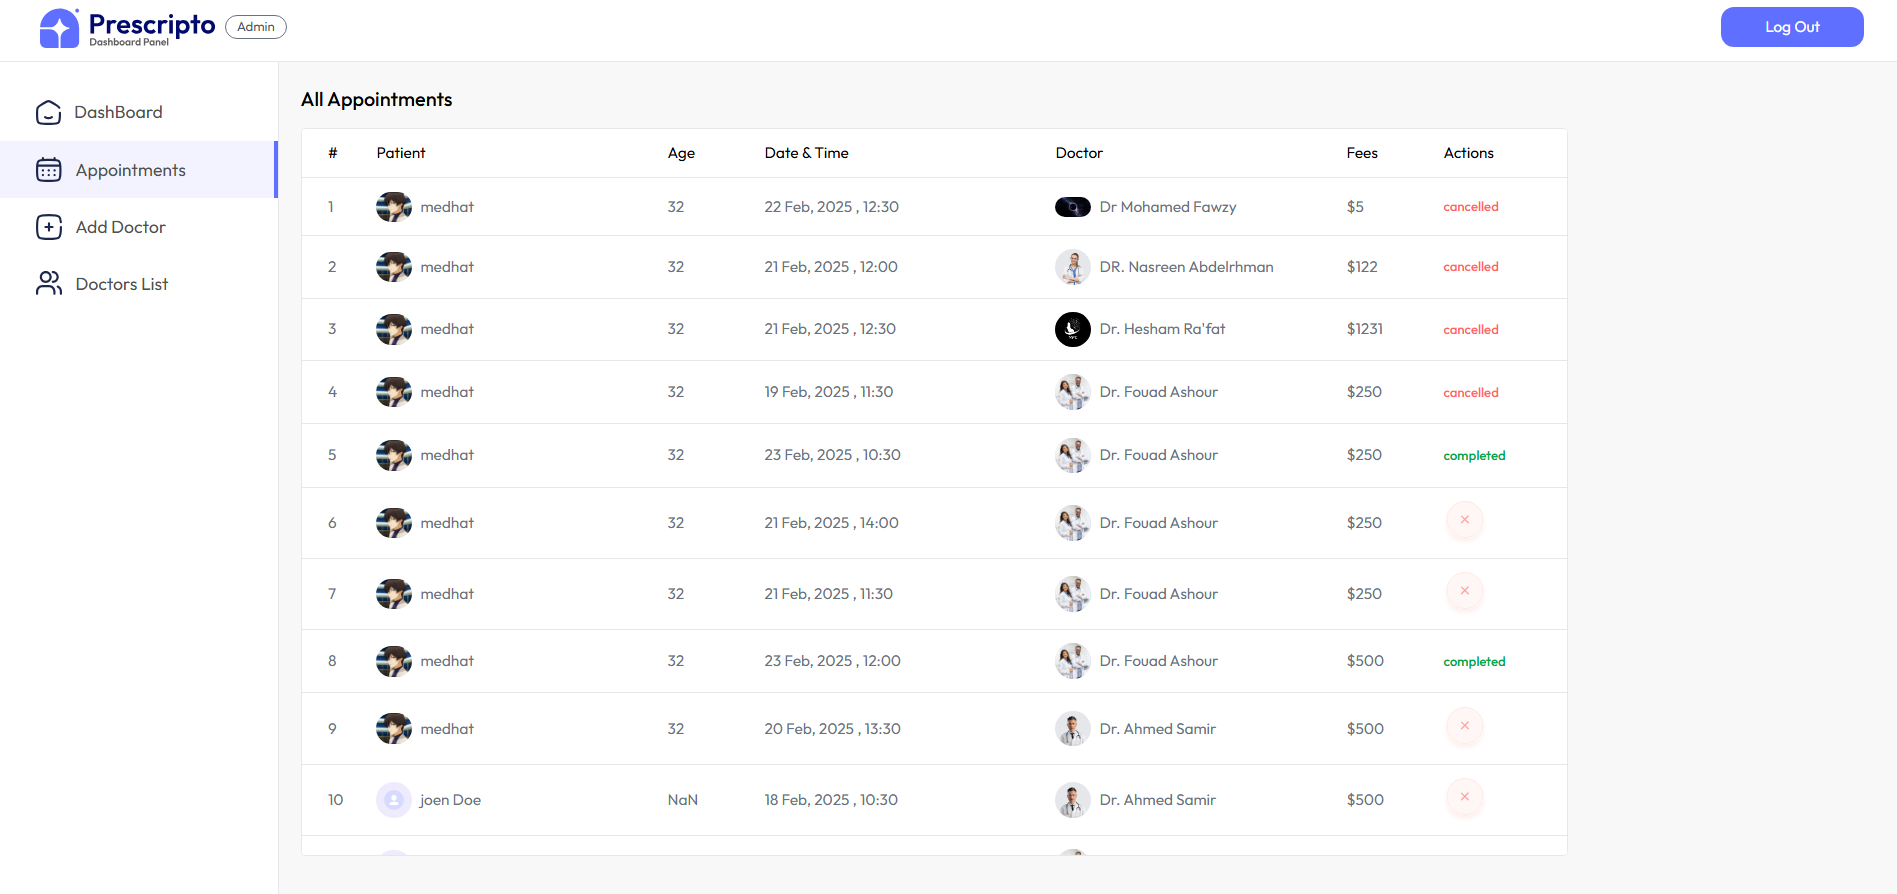 Prescripto
Dashboard Panel
Admin
Log Out
DashBoard
Appointments
Add Doctor
Doctors List
All Appointments
# Patient Age Date & Time Doctor Fees Actions
1 medhat 32 22 Feb, 2025 , 12:30 Dr Mohamed Fawzy $5 cancelled
2 medhat 32 21 Feb, 2025 , 12:00 DR. Nasreen Abdelrhman $122 cancelled
3 medhat 32 21 Feb, 2025 , 12:30 Dr. Hesham Ra'fat $1231 cancelled
4 medhat 32 19 Feb, 2025 , 11:30 Dr. Fouad Ashour $250 cancelled
5 medhat 32 23 Feb, 2025 , 10:30 Dr. Fouad Ashour $250 completed
6 medhat 32 21 Feb, 2025 , 14:00 Dr. Fouad Ashour $250
7 medhat 32 21 Feb, 2025 , 11:30 Dr. Fouad Ashour $250
8 medhat 32 23 Feb, 2025 , 12:00 Dr. Fouad Ashour $500 completed
9 medhat 32 20 Feb, 2025 , 13:30 Dr. Ahmed Samir $500
10 joen Doe NaN 18 Feb, 2025 , 10:30 Dr. Ahmed Samir $500